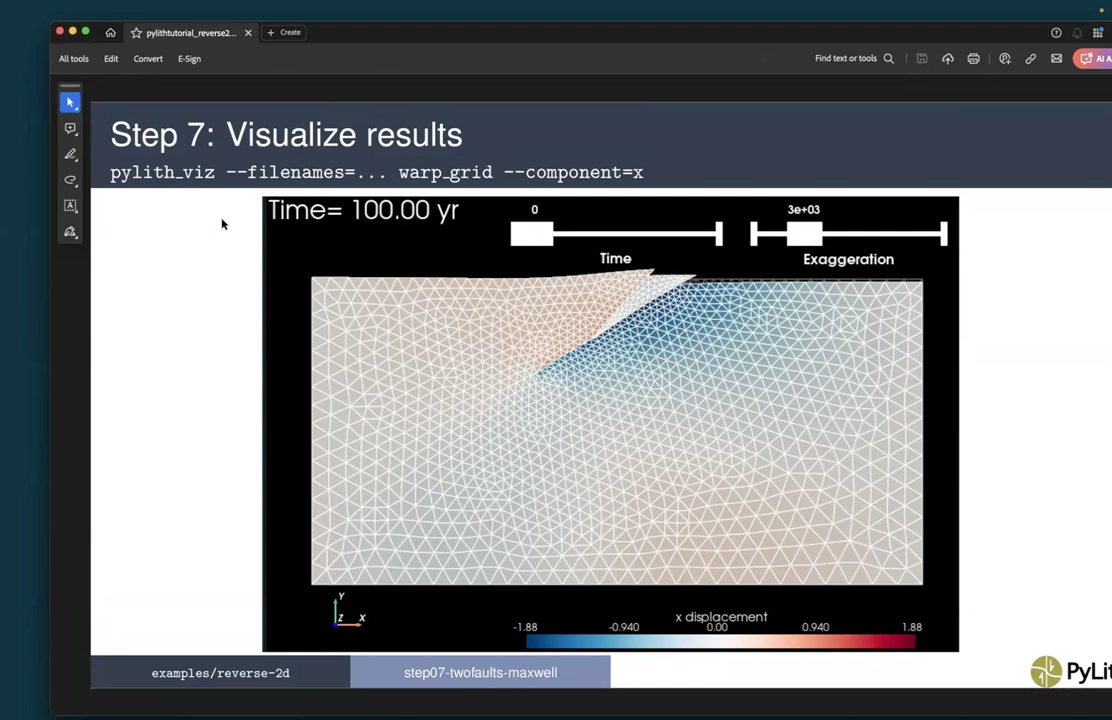 pylithtutorial_reverse2...
Create
All tools
Edit
Convert
E-Sign
Find text or tools
AI A
Step 7: Visualize results
pylith_viz --filenames=... warp_grid --component=x
Time= 100.00 yr
0
3e+03
Time
Exaggeration
Y
Z
X
x displacement
-1.88
-0.940
0.00
0.940
1.88
examples/reverse-2d
step07-twofaults-maxwell
PyLit